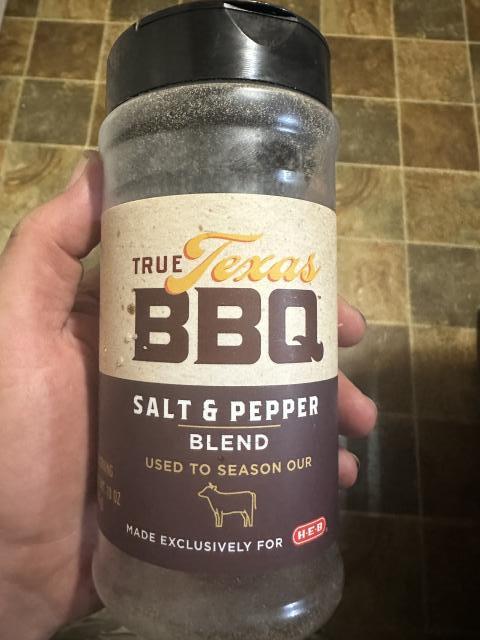 TRUE Texas
BBQ
SALT & PEPPER
BLEND
USED TO SEASON OUR
MADE EXCLUSIVELY FOR H-E-B